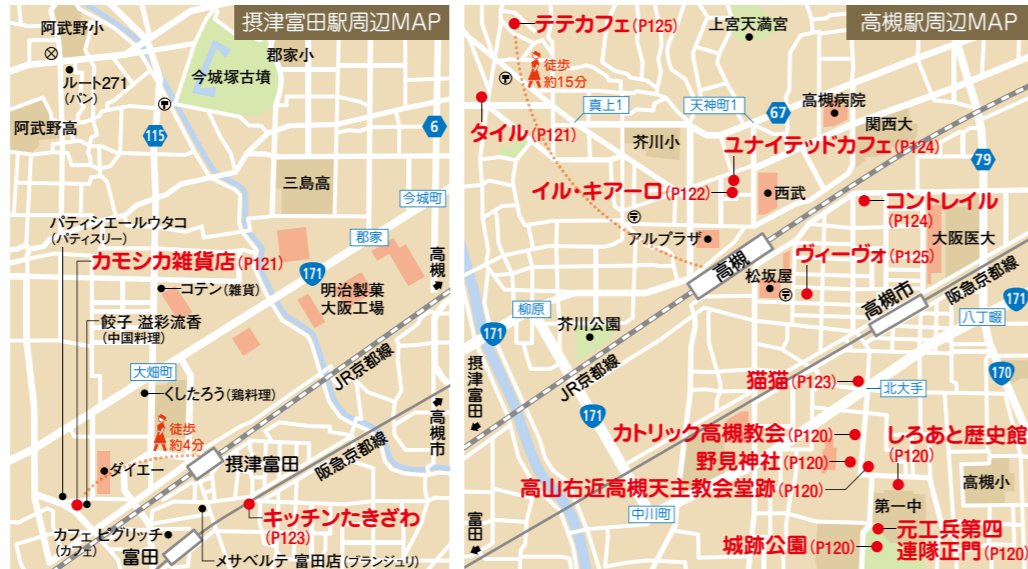 摂津富田駅周辺MAP
阿武野小
郡家小
今城塚古墳
ルート271
(パン)
阿武野高
115
6
三島高
今城町
パティシエールウタコ
(パティスリー)
郡家
カモシカ雑貨店(P121)
171
高槻
コテン(雑貨)
明治製菓
大阪工場
餃子 溢彩流香
(中国料理)
大畑町
JR京都線
くしたろう(鶏料理)
徒歩
約4分
高槻市
阪急京都線
摂津富田
ダイエー
キッチンたきざわ
(P123)
カフェ ピグリッチ
(カフェ)
富田
メサベルテ 富田店(ブランジュリ)
高槻駅周辺MAP
テテカフェ(P125)
上宮天満宮
徒歩
約15分
真上1
天神町1
67
高槻病院
タイル(P121)
関西大
芥川小
ユナイテッドカフェ(P124)
79
イル・キアーロ(P122)
西武
コントレイル
(P124)
アルプラザ
大阪医大
高槻
ヴィーヴォ(P125)
松坂屋
高槻市
阪急京都線
柳原
171
八丁畷
171
芥川公園
摂津富田
JR京都線
猫猫(P123)
170
北大手
171
カトリック高槻教会(P120)
しろあと歴史館
(P120)
野見神社(P120)
高山右近高槻天主教会堂跡(P120)
高槻小
中川町
第一中
富田
元工兵第四
連隊正門(P120)
城跡公園(P120)